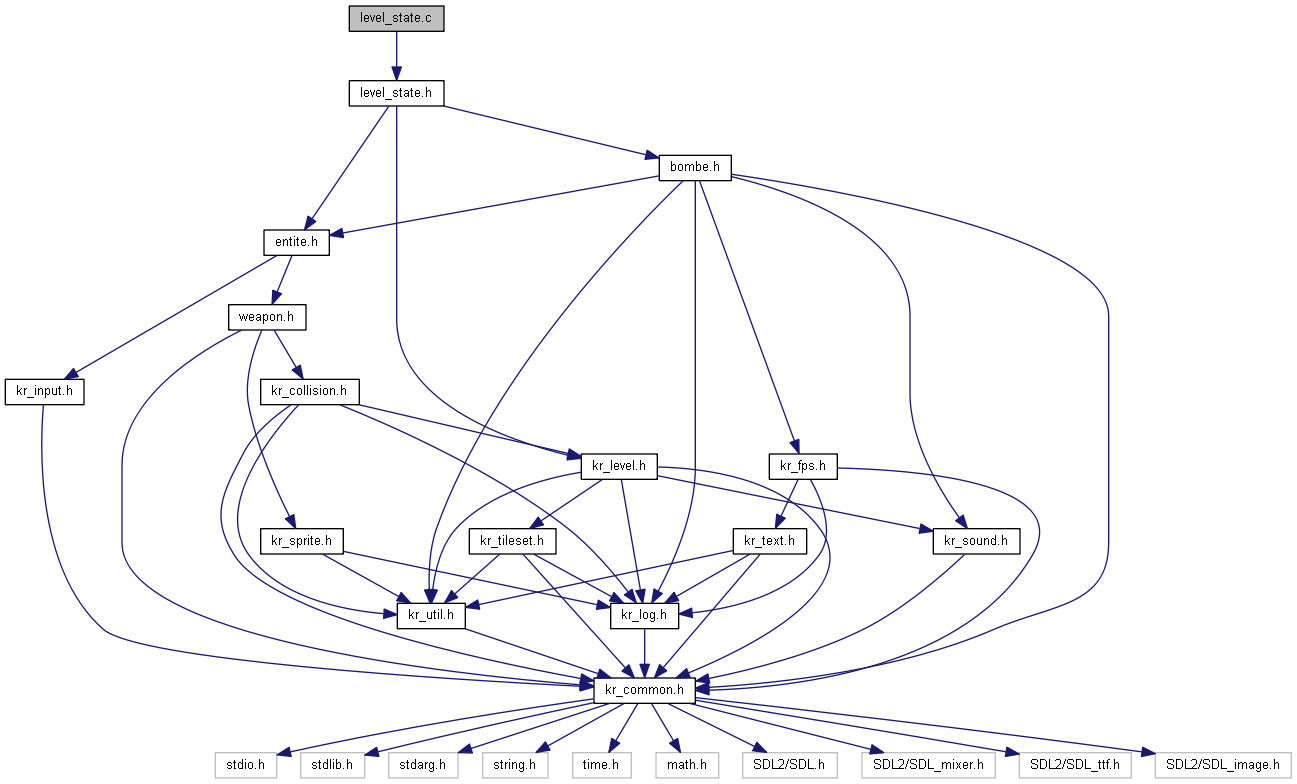 level_state.c
level_state.h
bombe.h
entite.h
weapon.h
kr_input.h
kr_collision.h
kr_level.h
kr_fps.h
kr_sprite.h
kr_tileset.h
kr_text.h
kr_sound.h
kr_util.h
kr_log.h
kr_common.h
stdio.h
stdlib.h
stdarg.h
string.h
time.h
math.h
SDL2/SDL.h
SDL2/SDL_mixer.h
SDL2/SDL_ttf.h
SDL2/SDL_image.h